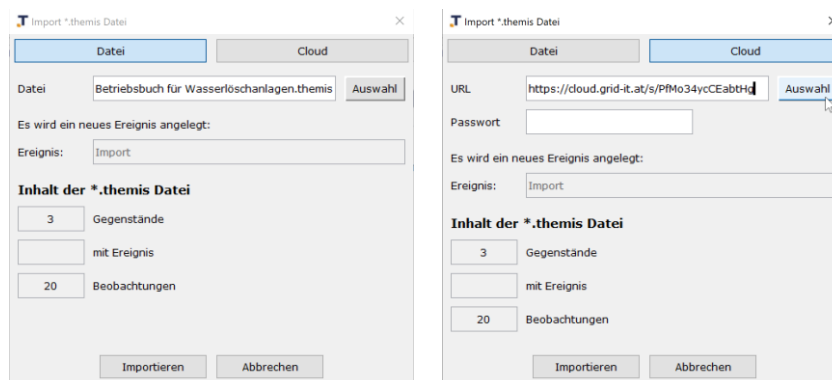 Import *.themis Datei
Datei
Cloud
Datei
Betriebsbuch für Wasserlöschanlagen.themis
Auswahl
Es wird ein neues Ereignis angelegt:
Ereignis:
Import
Inhalt der *.themis Datei
3
Gegenstände
mit Ereignis
20
Beobachtungen
Importieren
Abbrechen
Import *.themis Datei
Datei
Cloud
URL
https://cloud.grid-it.at/s/PfMo34ycCEabtHg
Auswahl
Passwort
Es wird ein neues Ereignis angelegt:
Ereignis:
Import
Inhalt der *.themis Datei
3
Gegenstände
mit Ereignis
20
Beobachtungen
Importieren
Abbrechen